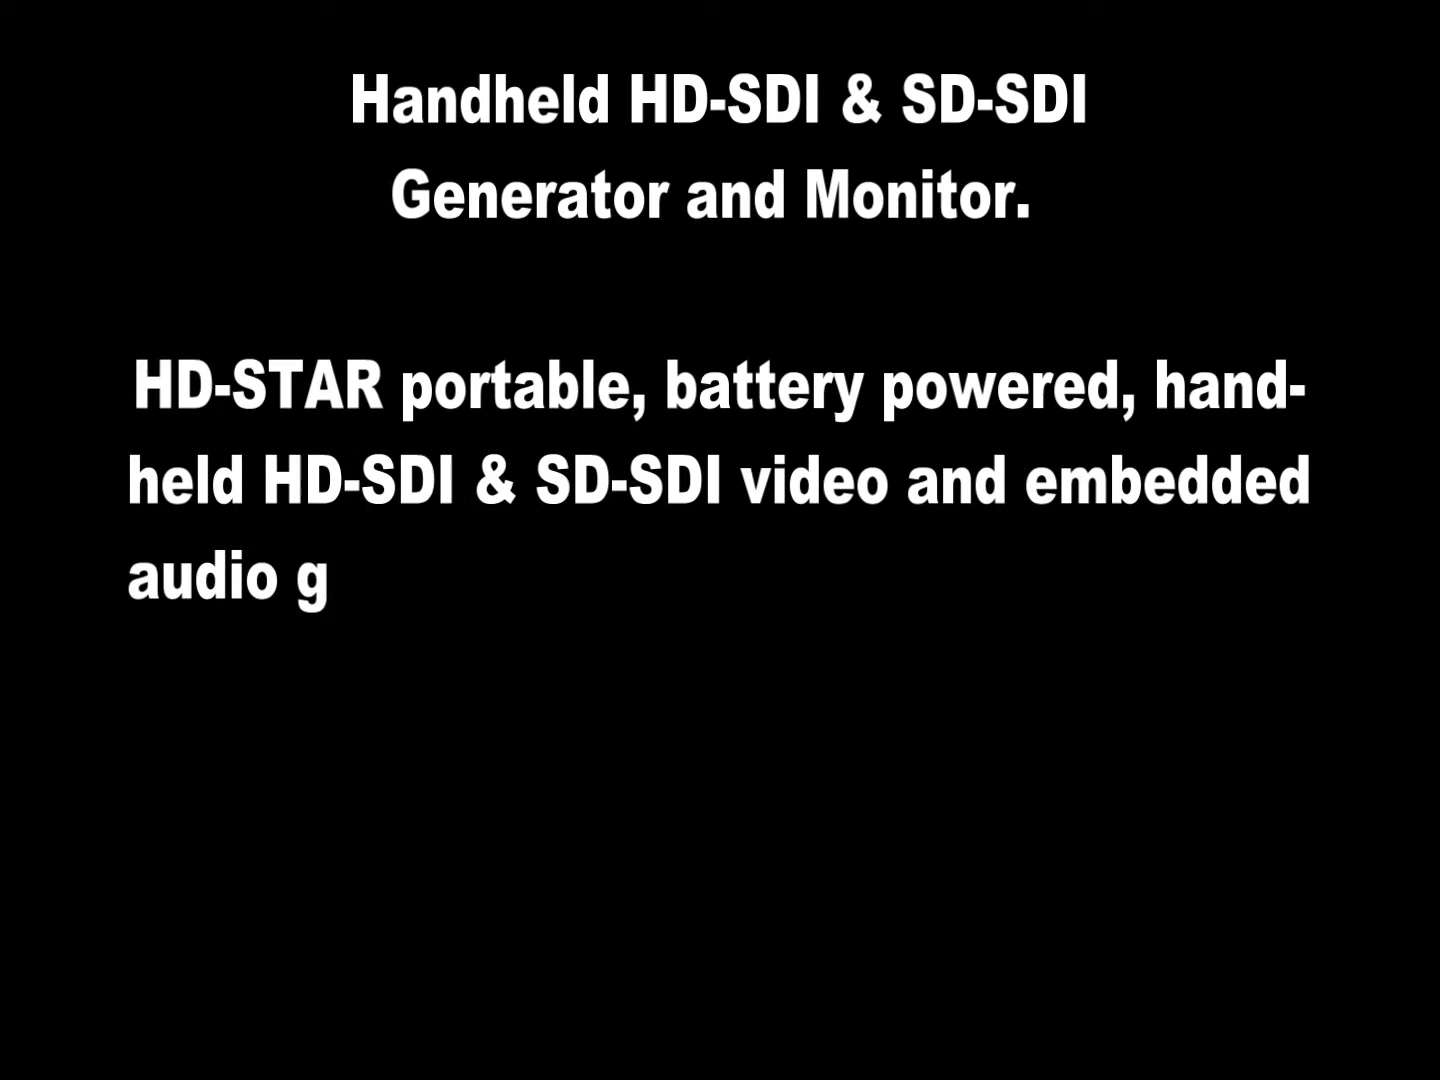 Handheld HD-SDI & SD-SDI
Generator and Monitor.
HD-STAR portable, battery powered, hand-
held HD-SDI & SD-SDI video and embedded
audio g